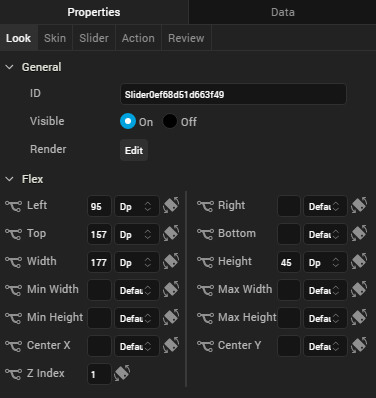 Properties Data
Look Skin Slider Action Review
General
ID Slider0ef68d51d663f49
Visible On Off
Render Edit
Flex
Left 95 Dp Right Defau
Top 157 Dp Bottom Defau
Width 177 Dp Height 45 Dp
Min Width Defau Max Width Defau
Min Height Defau Max Height Defau
Center X Defau Center Y Defau
Z Index 1